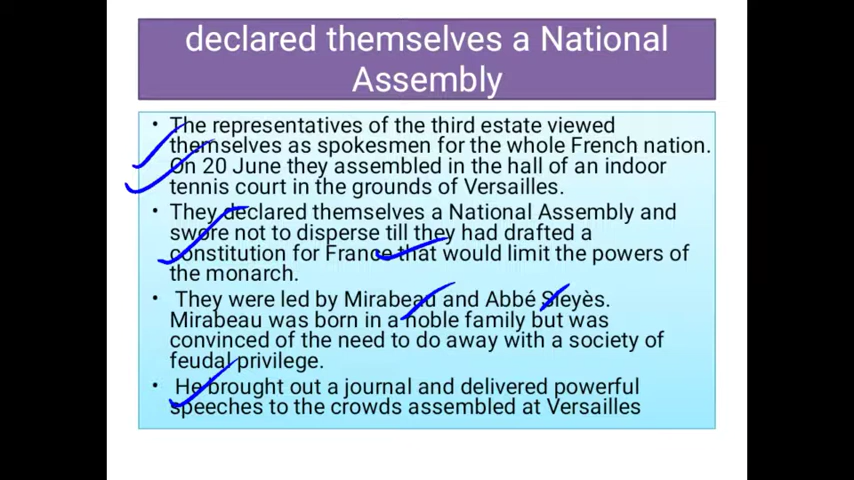 declared themselves a National
Assembly
• The representatives of the third estate viewed
themselves as spokesmen for the whole French nation.
On 20 June they assembled in the hall of an indoor
tennis court in the grounds of Versailles.
• They declared themselves a National Assembly and
swore not to disperse till they had drafted a
constitution for France that would limit the powers of
the monarch.
• They were led by Mirabeau and Abbé Sieyès.
Mirabeau was born in a noble family but was
convinced of the need to do away with a society of
feudal privilege.
• He brought out a journal and delivered powerful
speeches to the crowds assembled at Versailles